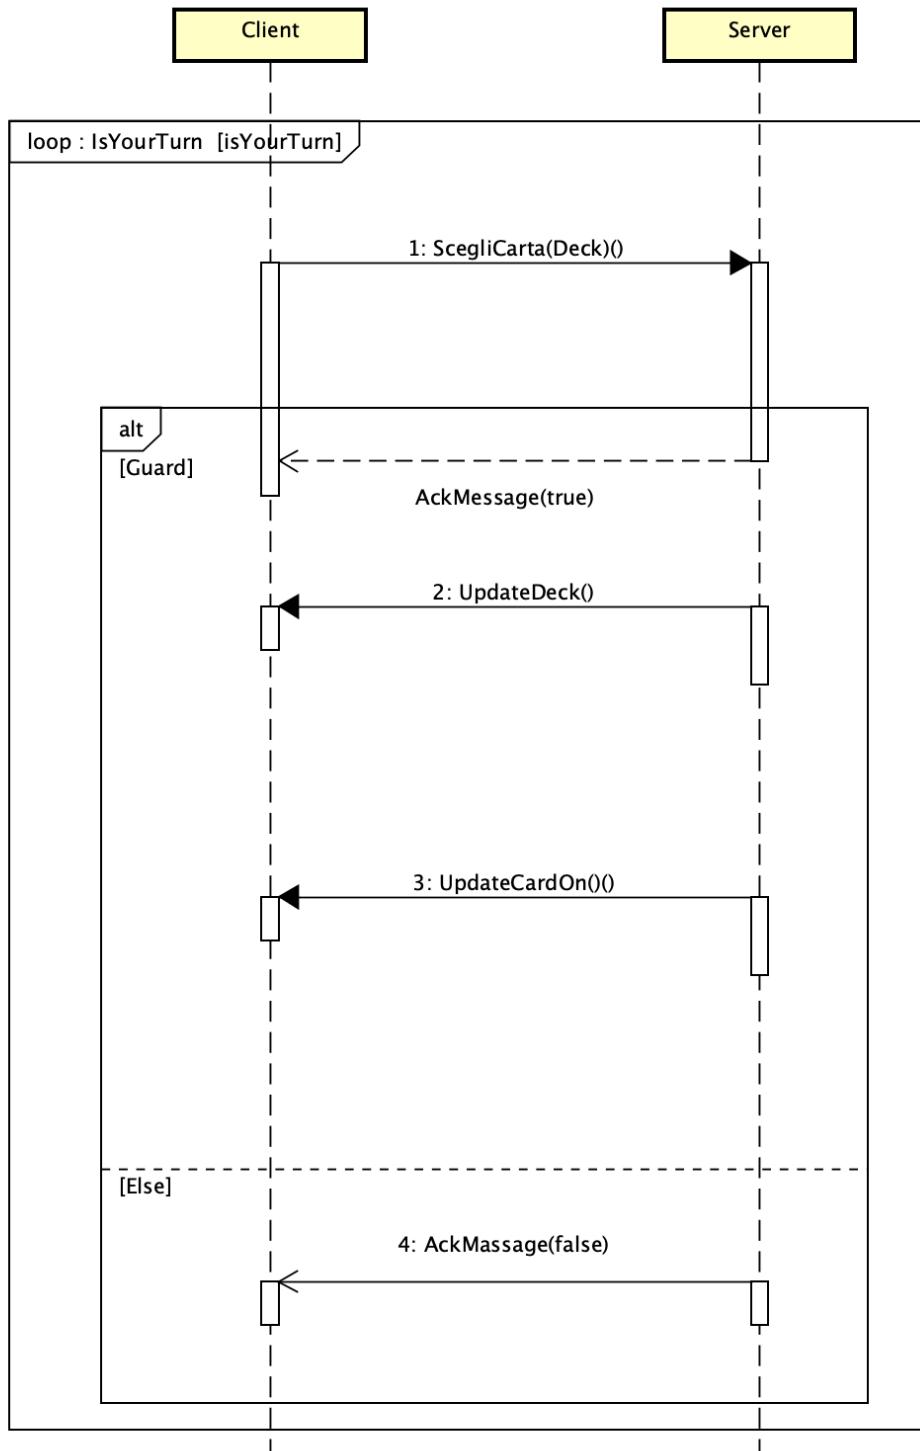 Client
Server
loop : IsYourTurn [isYourTurn]
1: ScegliCarta(Deck)()
alt
[Guard]
AckMessage(true)
2: UpdateDeck()
3: UpdateCardOn()()
[Else]
4: AckMassage(false)